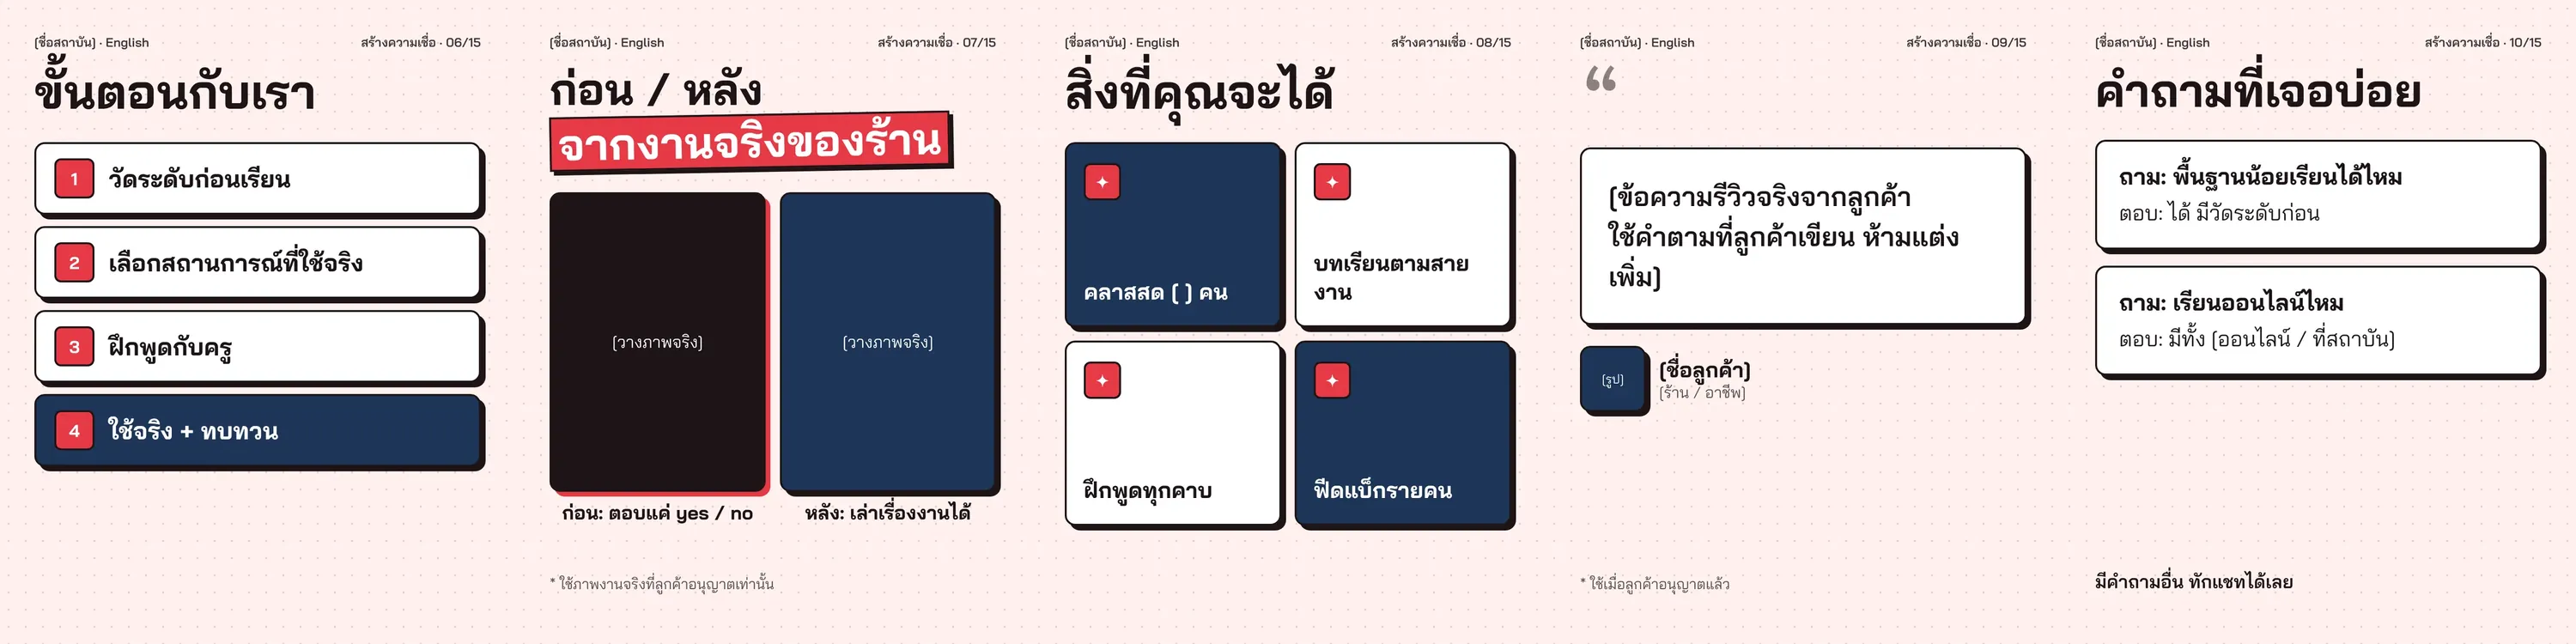 (ชื่อสถาบัน) · English
สร้างความเชื่อ · 06/15
ขั้นตอนกับเรา
1
วัดระดับก่อนเรียน
2
เลือกสถานการณ์ที่ใช้จริง
3
ฝึกพูดกับครู
4
ใช้จริง + ทบทวน
(ชื่อสถาบัน) · English
สร้างความเชื่อ · 07/15
ก่อน / หลัง
จากงานจริงของร้าน
(วางภาพจริง)
(วางภาพจริง)
ก่อน: ตอบแค่ yes / no
หลัง: เล่าเรื่องงานได้
* ใช้ภาพงานจริงที่ลูกค้าอนุญาตเท่านั้น
(ชื่อสถาบัน) · English
สร้างความเชื่อ · 08/15
สิ่งที่คุณจะได้
คลาสสด ( ) คน
บทเรียนตามสาย
งาน
ฝึกพูดทุกคาบ
ฟีดแบ็กรายคน
(ชื่อสถาบัน) · English
สร้างความเชื่อ · 09/15
“
(ข้อความรีวิวจริงจากลูกค้า
ใช้คำตามที่ลูกค้าเขียน ห้ามแต่ง
เพิ่ม)
(รูป)
(ชื่อลูกค้า)
(ร้าน / อาชีพ)
* ใช้เมื่อลูกค้าอนุญาตแล้ว
(ชื่อสถาบัน) · English
สร้างความเชื่อ · 10/15
คำถามที่เจอบ่อย
ถาม: พื้นฐานน้อยเรียนได้ไหม
ตอบ: ได้ มีวัดระดับก่อน
ถาม: เรียนออนไลน์ไหม
ตอบ: มีทั้ง (ออนไลน์ / ที่สถาบัน)
มีคำถามอื่น ทักแชทได้เลย